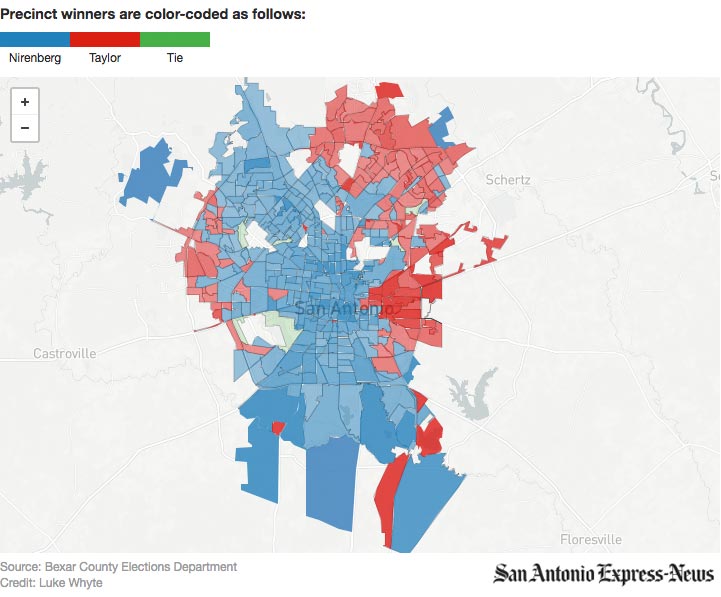 Precinct winners are color-coded as follows:
Nirenberg Taylor Tie
+
−
Schertz
San Antonio
Castroville
Floresville
Source: Bexar County Elections Department
Credit: Luke Whyte
San Antonio Express-News